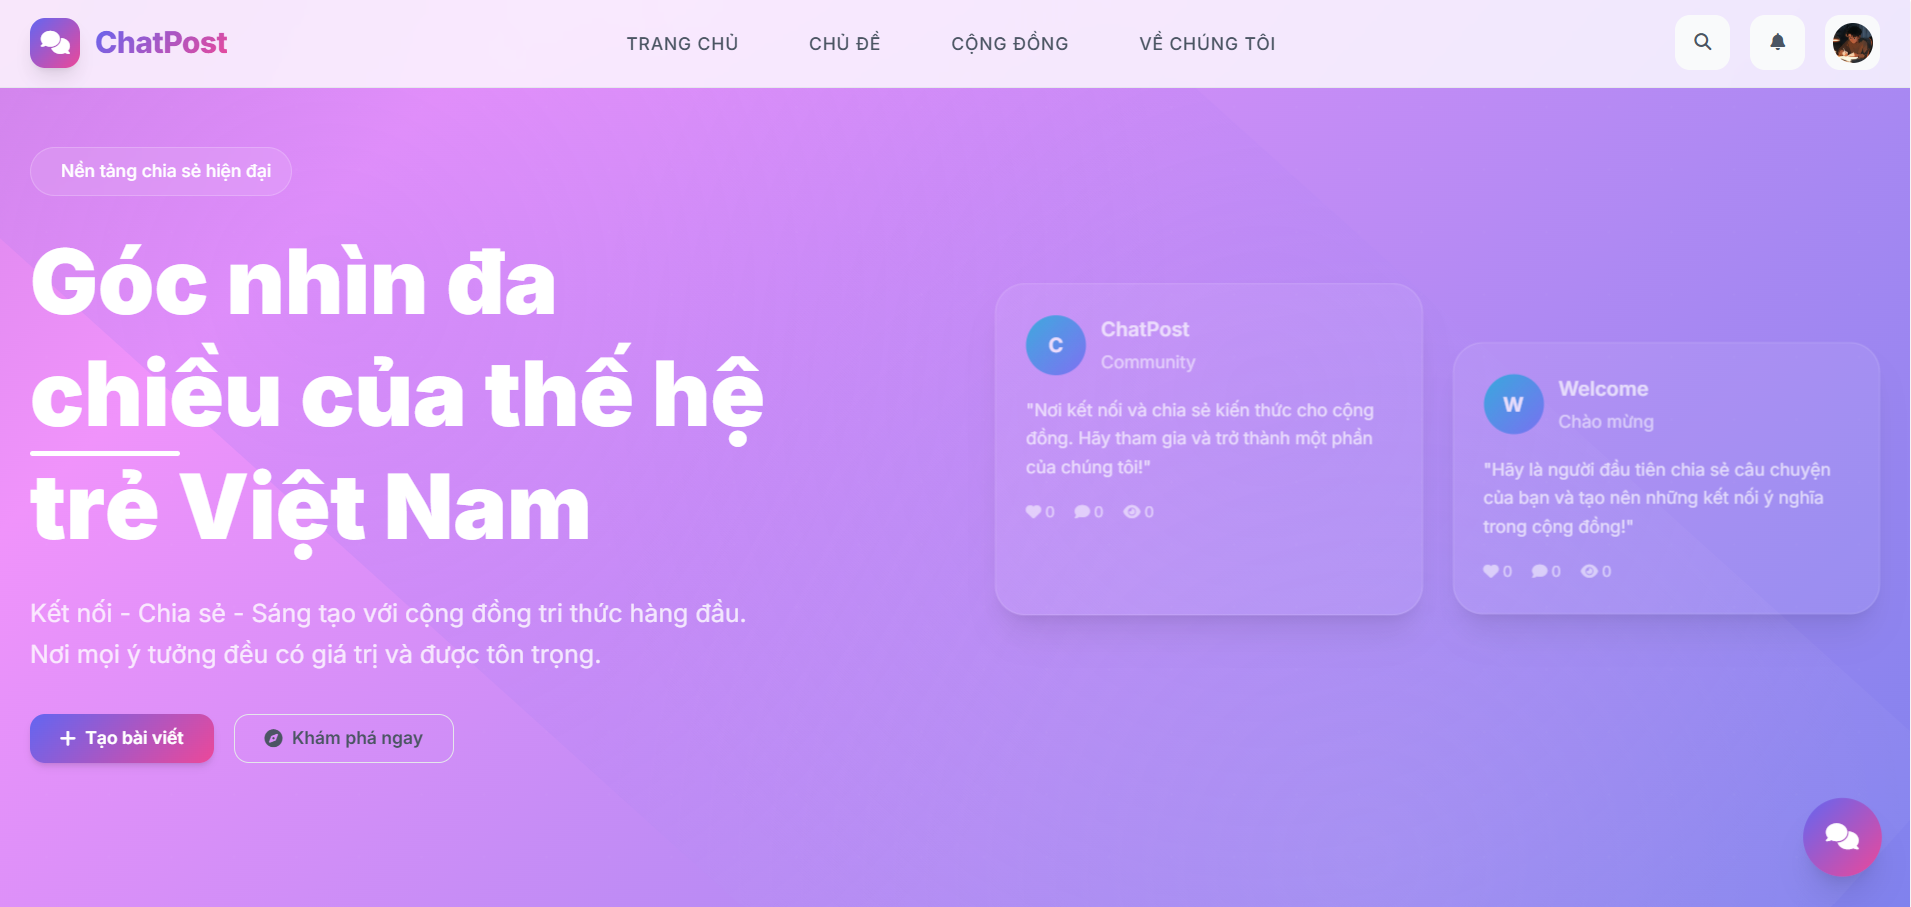 ChatPost
TRANG CHỦ
CHỦ ĐỀ
CỘNG ĐỒNG
VỀ CHÚNG TÔI
Nền tảng chia sẻ hiện đại
Góc nhìn đa
chiều của thế hệ
trẻ Việt Nam
Kết nối - Chia sẻ - Sáng tạo với cộng đồng tri thức hàng đầu.
Nơi mọi ý tưởng đều có giá trị và được tôn trọng.
Tạo bài viết
Khám phá ngay
C
ChatPost
Community
"Nơi kết nối và chia sẻ kiến thức cho cộng
đồng. Hãy tham gia và trở thành một phần
của chúng tôi!"
0 0 0
W
Welcome
Chào mừng
"Hãy là người đầu tiên chia sẻ câu chuyện
của bạn và tạo nên những kết nối ý nghĩa
trong cộng đồng!"
0 0 0